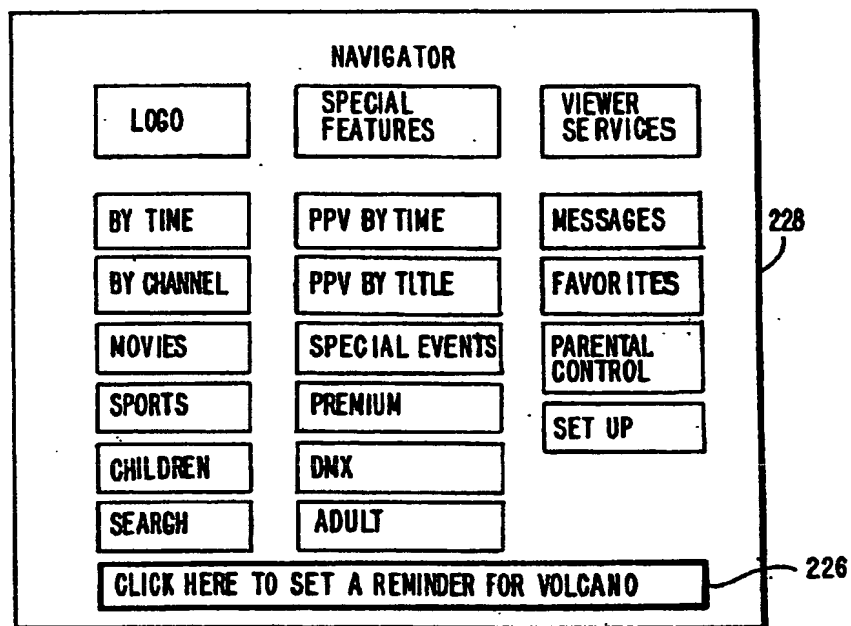 NAVIGATOR
LOGO
SPECIAL
FEATURES
VIEWER
SERVICES
BY TIME
PPV BY TIME
MESSAGES
228
BY CHANNEL
PPV BY TITLE
FAVORITES
MOVIES
SPECIAL EVENTS
PARENTAL
CONTROL
SPORTS
PREMIUM
SET UP
CHILDREN
DMX
SEARCH
ADULT
CLICK HERE TO SET A REMINDER FOR VOLCANO
226